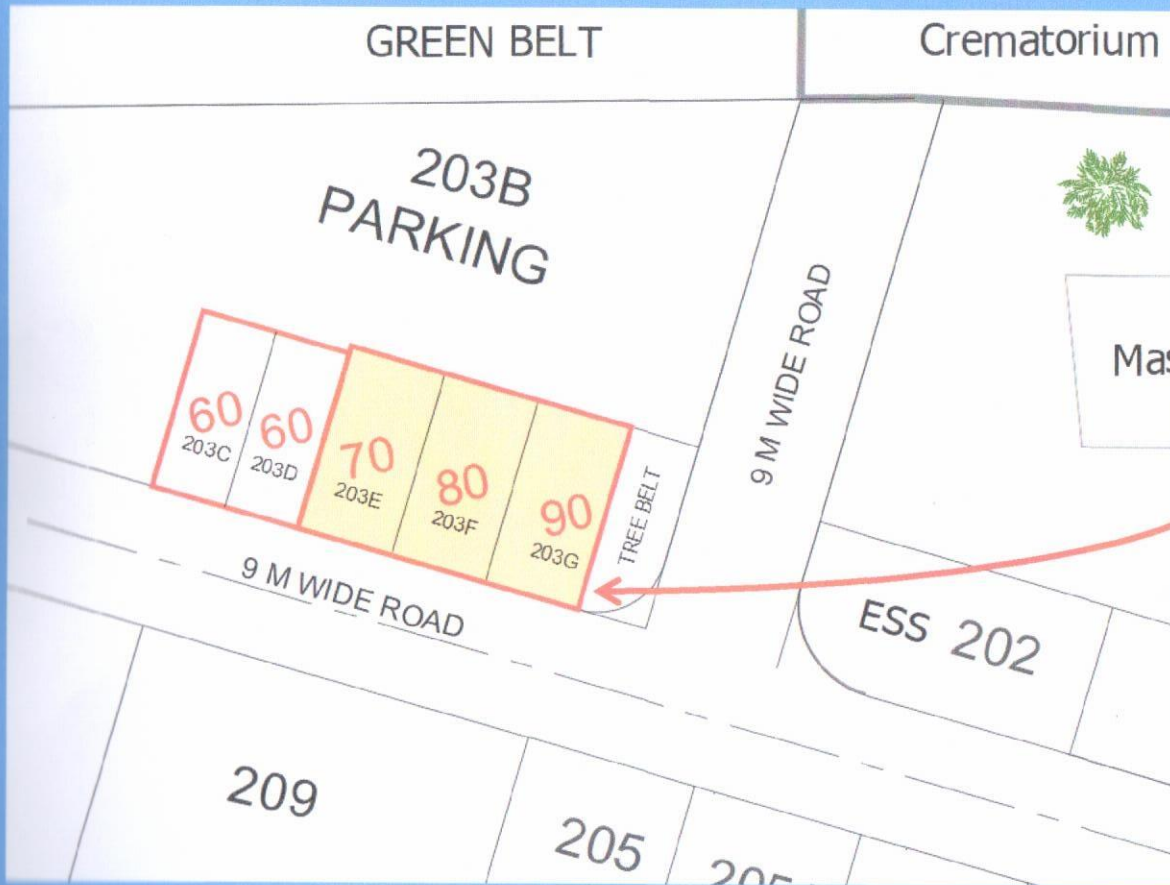 GREEN BELT
Crematorium
203B
PARKING
9 M WIDE ROAD
60
203C
60
203D
70
203E
80
203F
90
203G
TREE BELT
9 M WIDE ROAD
ESS 202
209
205